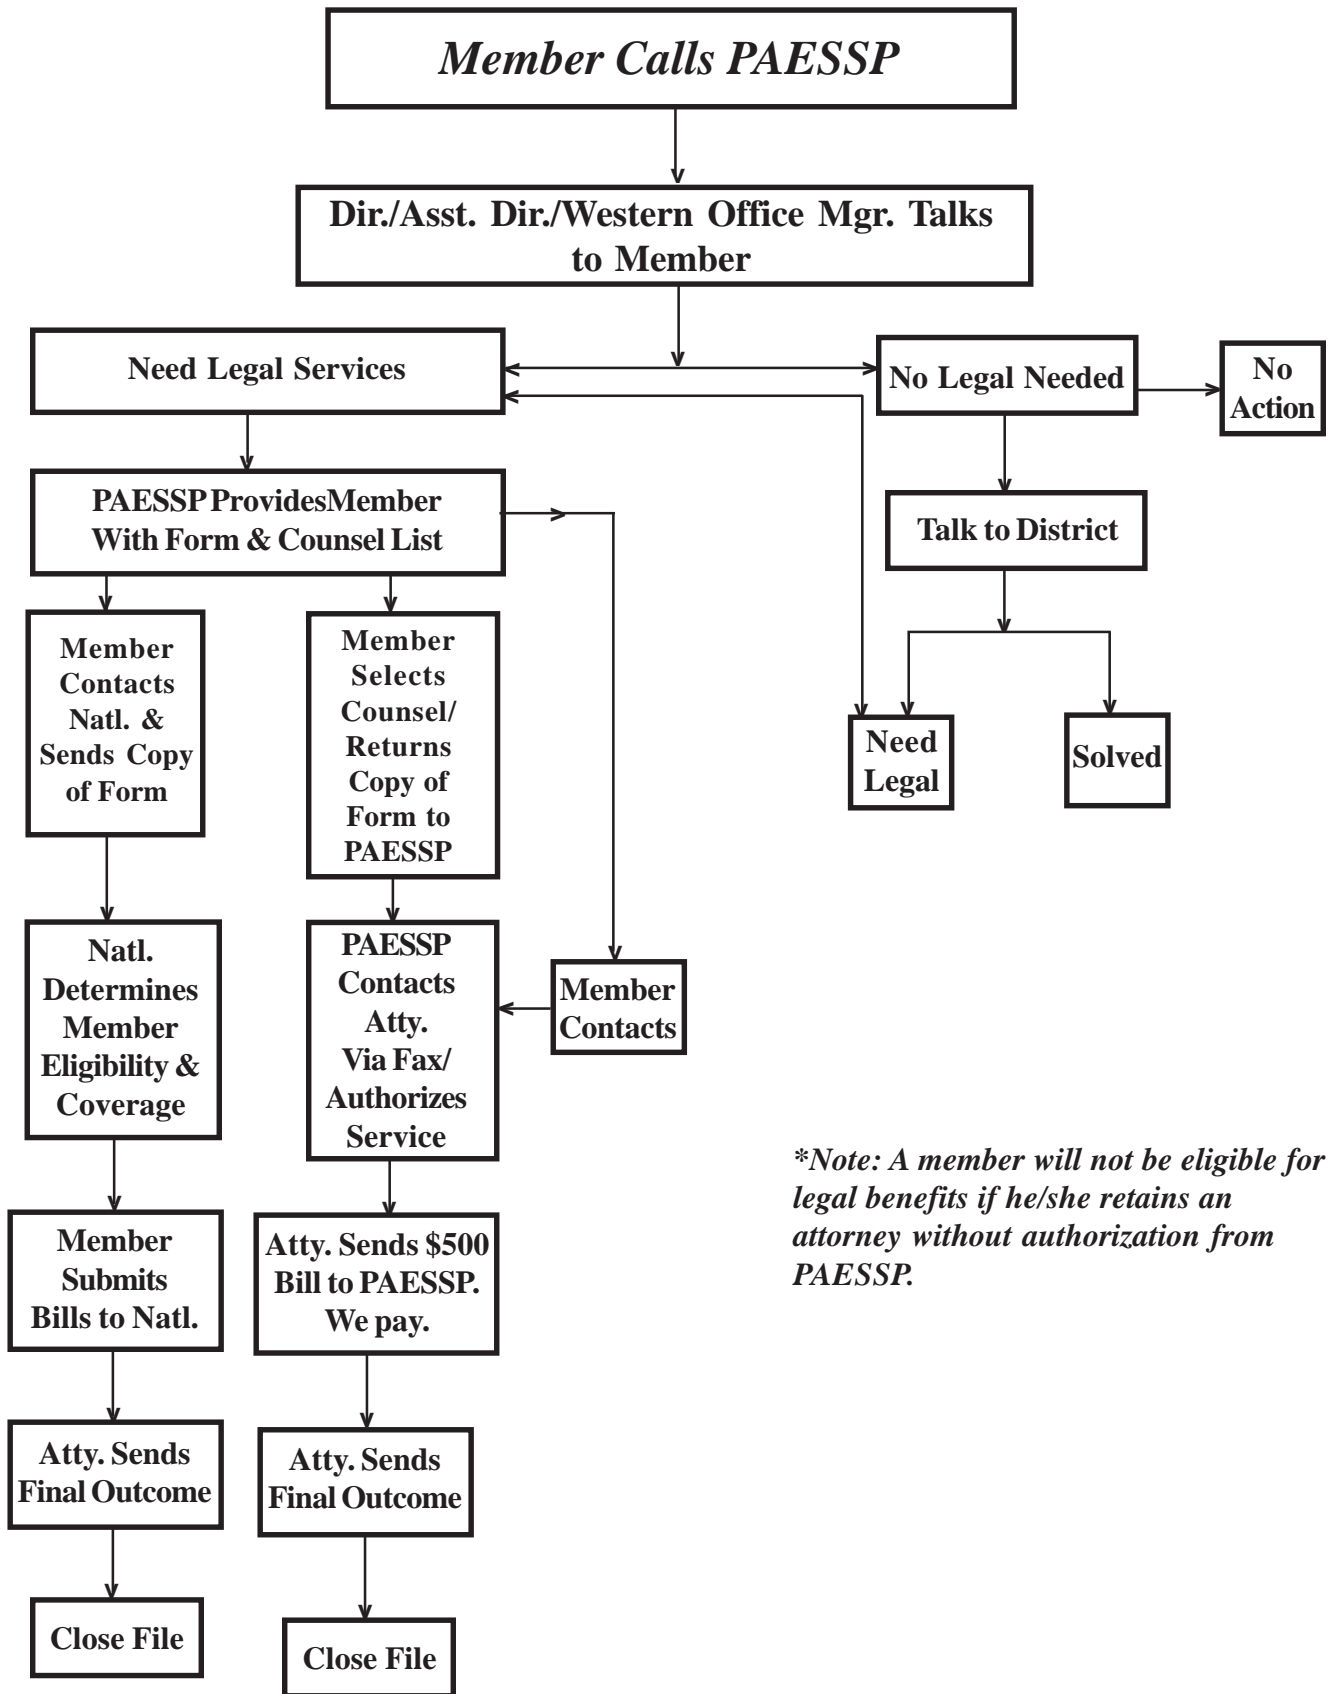 Member Calls PAESSP
Dir./Asst. Dir./Western Office Mgr. Talks
to Member
Need Legal Services
No Legal Needed
No
Action
PAESSP ProvidesMember
With Form & Counsel List
Talk to District
Member
Contacts
Natl. &
Sends Copy
of Form
Member
Selects
Counsel/
Returns
Copy of
Form to
PAESSP
Need
Legal
Solved
Natl.
Determines
Member
Eligibility &
Coverage
PAESSP
Contacts
Atty.
Via Fax/
Authorizes
Service
Member
Contacts
*Note: A member will not be eligible for
legal benefits if he/she retains an
attorney without authorization from
PAESSP.
Member
Submits
Bills to Natl.
Atty. Sends $500
Bill to PAESSP.
We pay.
Atty. Sends
Final Outcome
Atty. Sends
Final Outcome
Close File
Close File